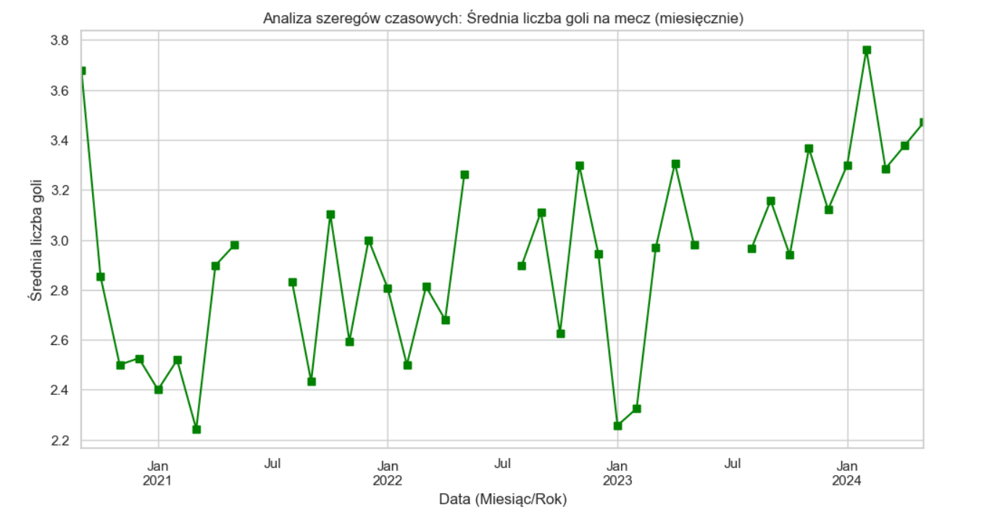 Analiza szeregów czasowych: Średnia liczba goli na mecz (miesięcznie)
3.8
3.6
3.4
3.2
3.0
2.8
2.6
2.4
2.2
Średnia liczba goli
Jan Jul Jan Jul Jan Jul Jan
2021 2022 2023 2024
Data (Miesiąc/Rok)